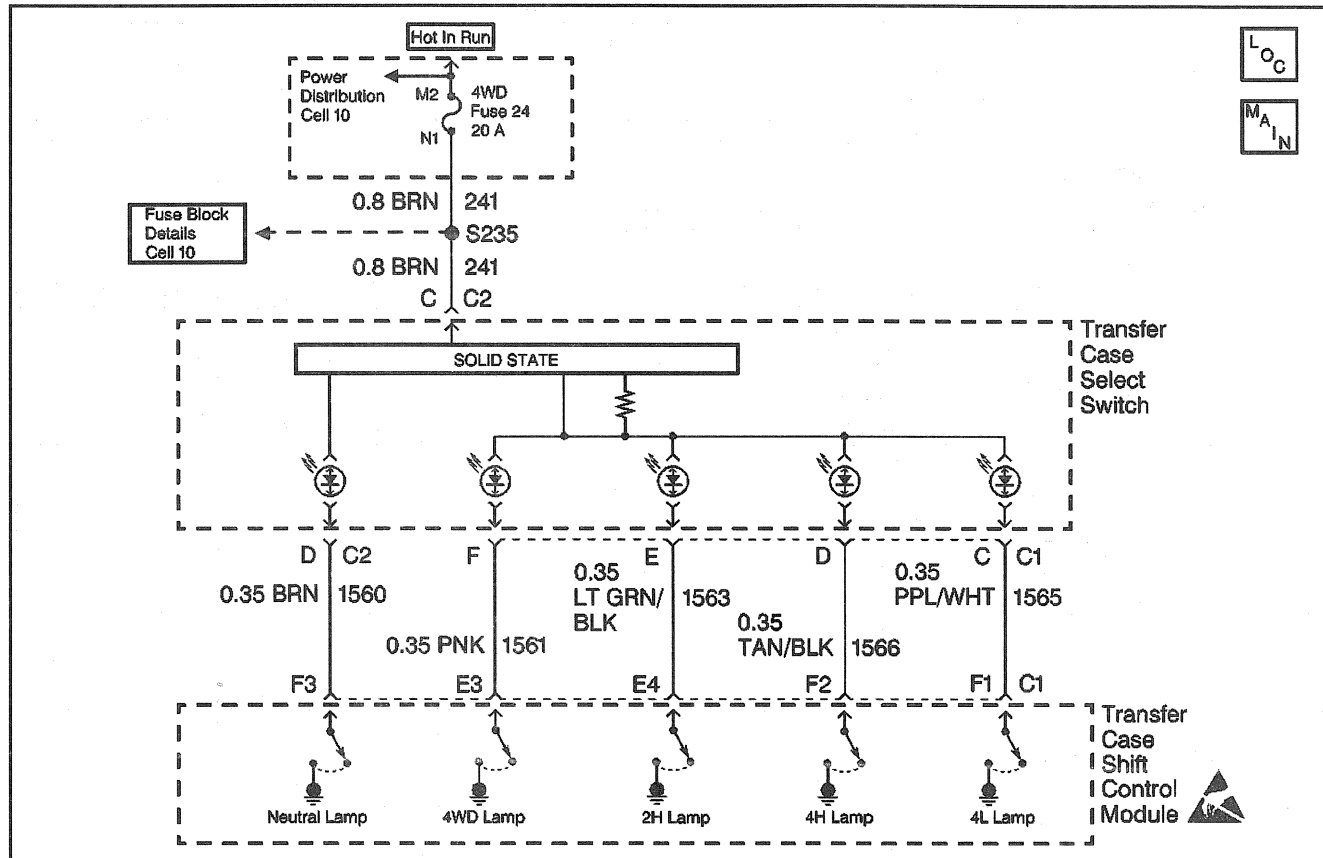 Hot In Run
LOC
MAIN
Power
Distribution
Cell 10
M2
4WD
Fuse 24
20 A
N1
0.8 BRN 241
Fuse Block
Details
Cell 10
S235
0.8 BRN 241
C C2
Transfer
Case
Select
Switch
SOLID STATE
D C2 F E D C C1
0.35 BRN 1560
0.35 PNK 1561
0.35
LT GRN/
BLK
1563
0.35
TAN/BLK 1566
0.35
PPL/WHT 1565
F3 E3 E4 F2 F1 C1
Transfer
Case
Shift
Control
Module
Neutral Lamp 4WD Lamp 2H Lamp 4H Lamp 4L Lamp